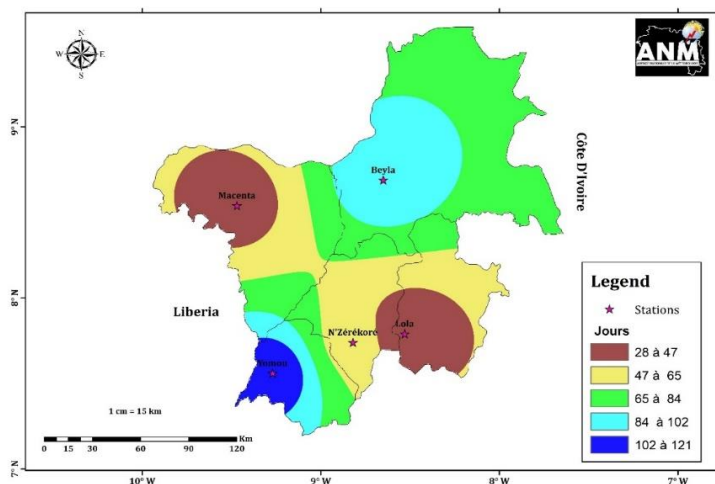 N
W E
S
ANM
9°N
8°N
7°N
Côte D'Ivoire
Beyla
Macenta
Liberia
N'Zérékoré
Lola
Yomou
1 cm = 15 km
Km
0 15 30 60 90 120
10°W 9°W 8°W
Legend
Stations
Jours
28 à 47
47 à 65
65 à 84
84 à 102
102 à 121